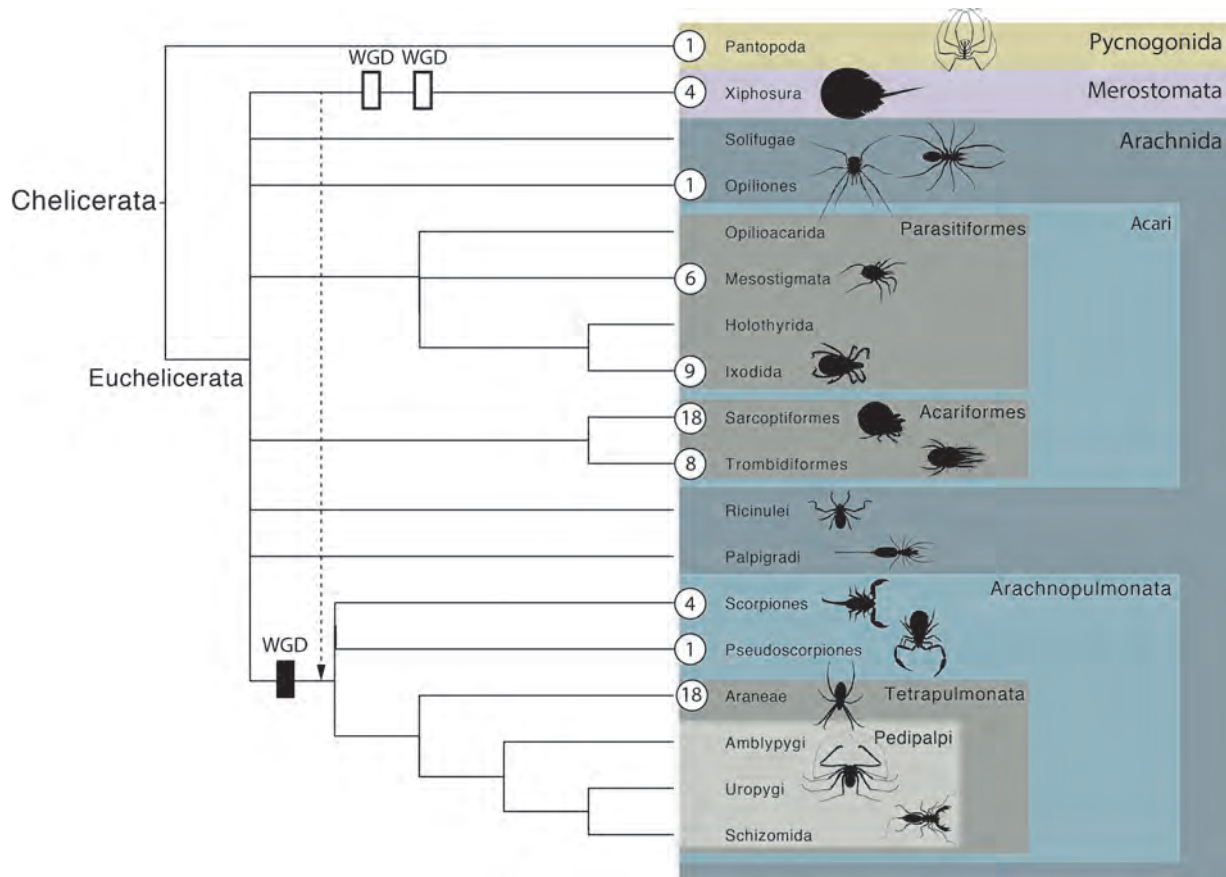 WGD WGD
1 Pantopoda Pycnogonida
4 Xiphosura Merostomata
Solifugae Arachnida
1 Opiliones
Chelicerata
Acari
Opilioacarida Parasitiformes
6 Mesostigmata
Holothyrida
Euchelicerata
9 Ixodida
18 Sarcoptiformes Acariformes
8 Trombidiformes
Ricinulei
Palpigradi
Arachnopulmonata
4 Scorpiones
WGD
1 Pseudoscorpiones
18 Araneae Tetrapulmonata
Amblypygi Pedipalpi
Uropygi
Schizomida